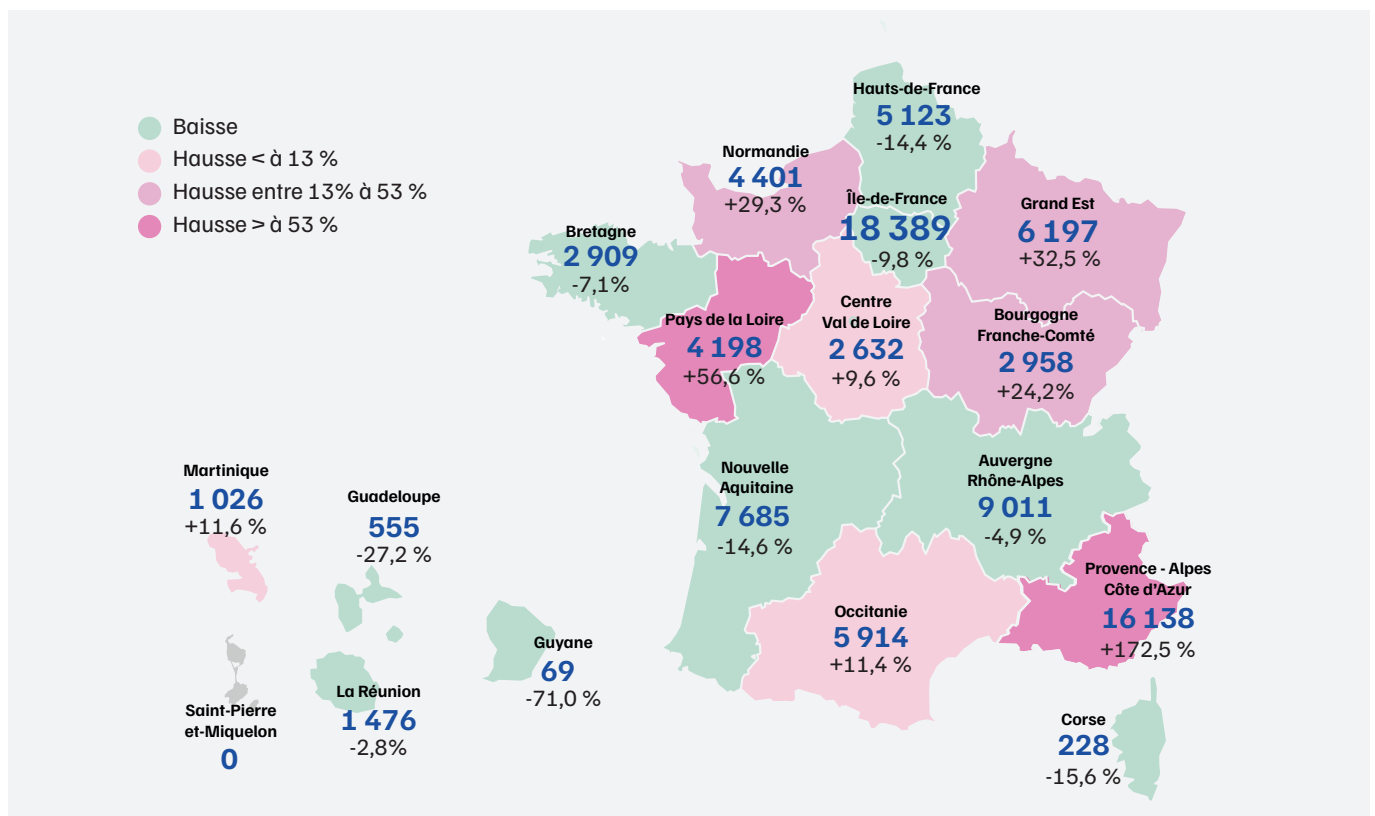 Baisse
Hausse < à 13 %
Hausse entre 13% à 53 %
Hausse > à 53 %
Hauts-de-France
5 123
-14,4 %
Normandie
4 401
+29,3 %
Île-de-France
18 389
-9,8 %
Grand Est
6 197
+32,5 %
Bretagne
2 909
-7,1%
Pays de la Loire
4 198
+56,6 %
Centre
Val de Loire
2 632
+9,6 %
Bourgogne
Franche-Comté
2 958
+24,2%
Nouvelle
Aquitaine
7 685
-14,6 %
Auvergne
Rhône-Alpes
9 011
-4,9 %
Provence - Alpes
Côte d'Azur
16 138
+172,5 %
Occitanie
5 914
+11,4 %
Corse
228
-15,6 %
Martinique
1 026
+11,6 %
Guadeloupe
555
-27,2 %
Guyane
69
-71,0 %
La Réunion
1 476
-2,8%
Saint-Pierre
et-Miquelon
0